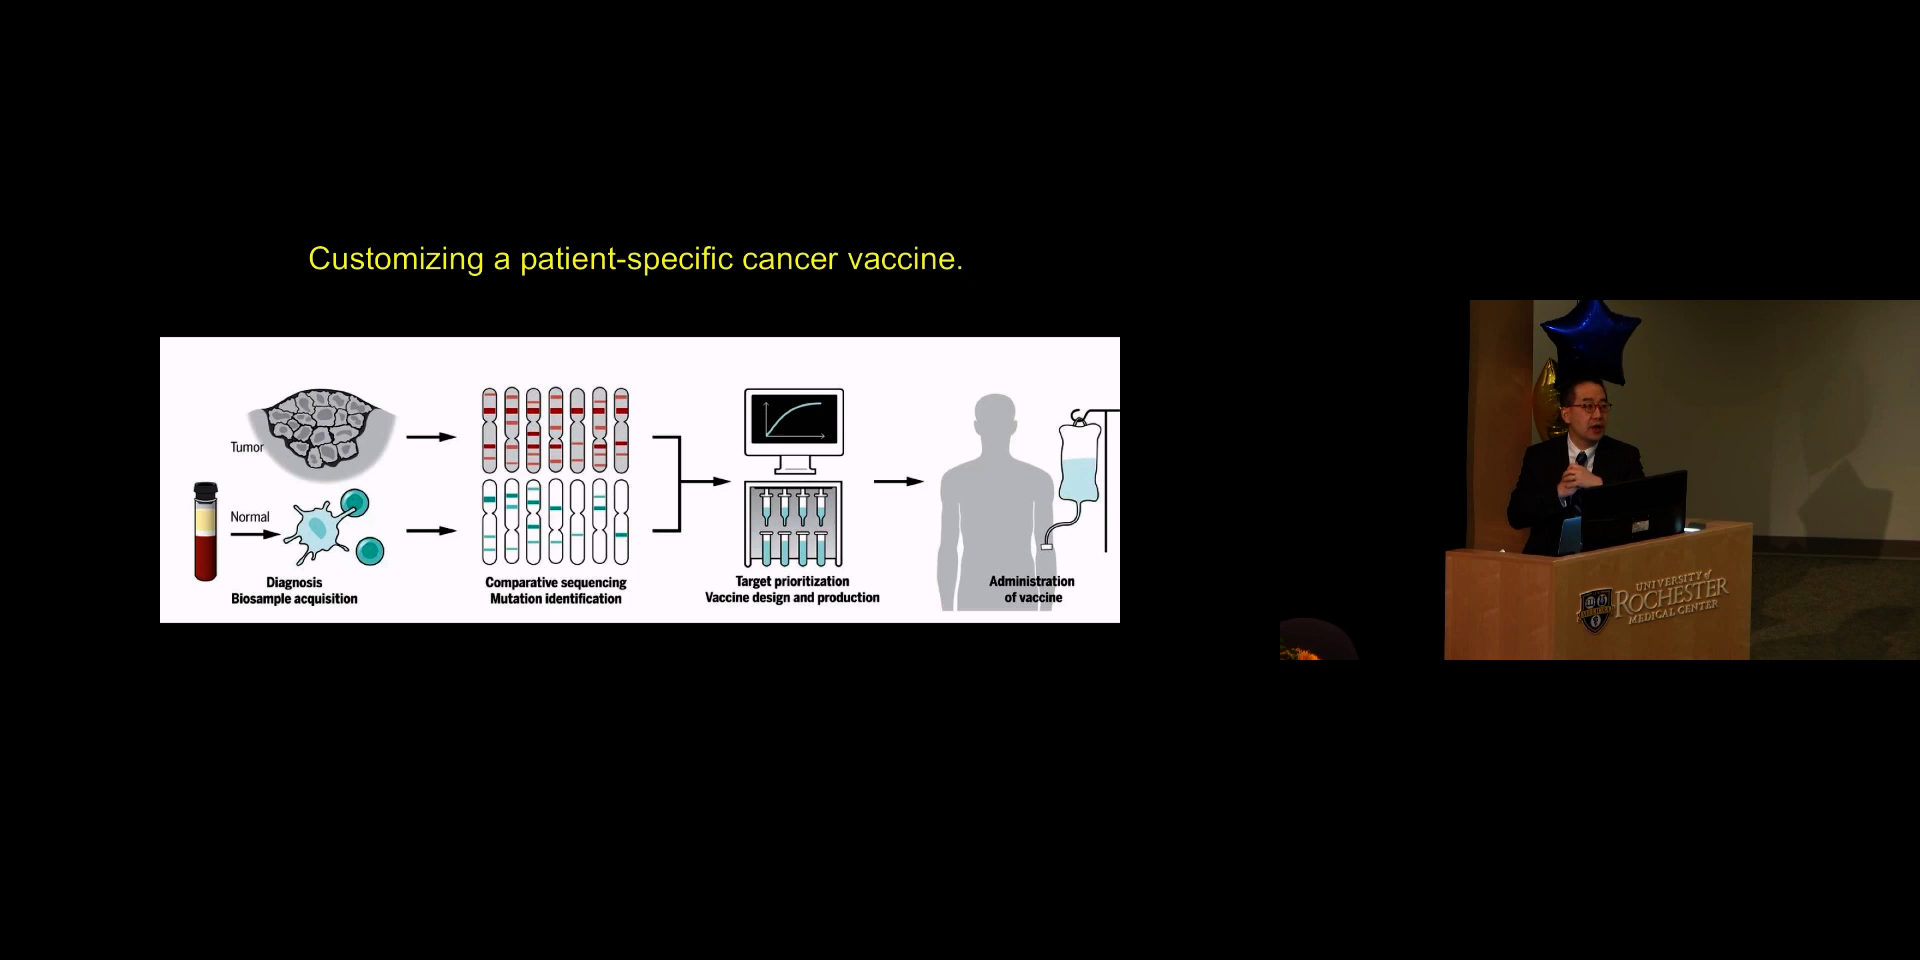 Customizing a patient-specific cancer vaccine.
Tumor
Normal
Diagnosis
Biosample acquisition
Comparative sequencing
Mutation identification
Target prioritization
Vaccine design and production
Administration
of vaccine
UNIVERSITY of
ROCHESTER
MEDICAL CENTER